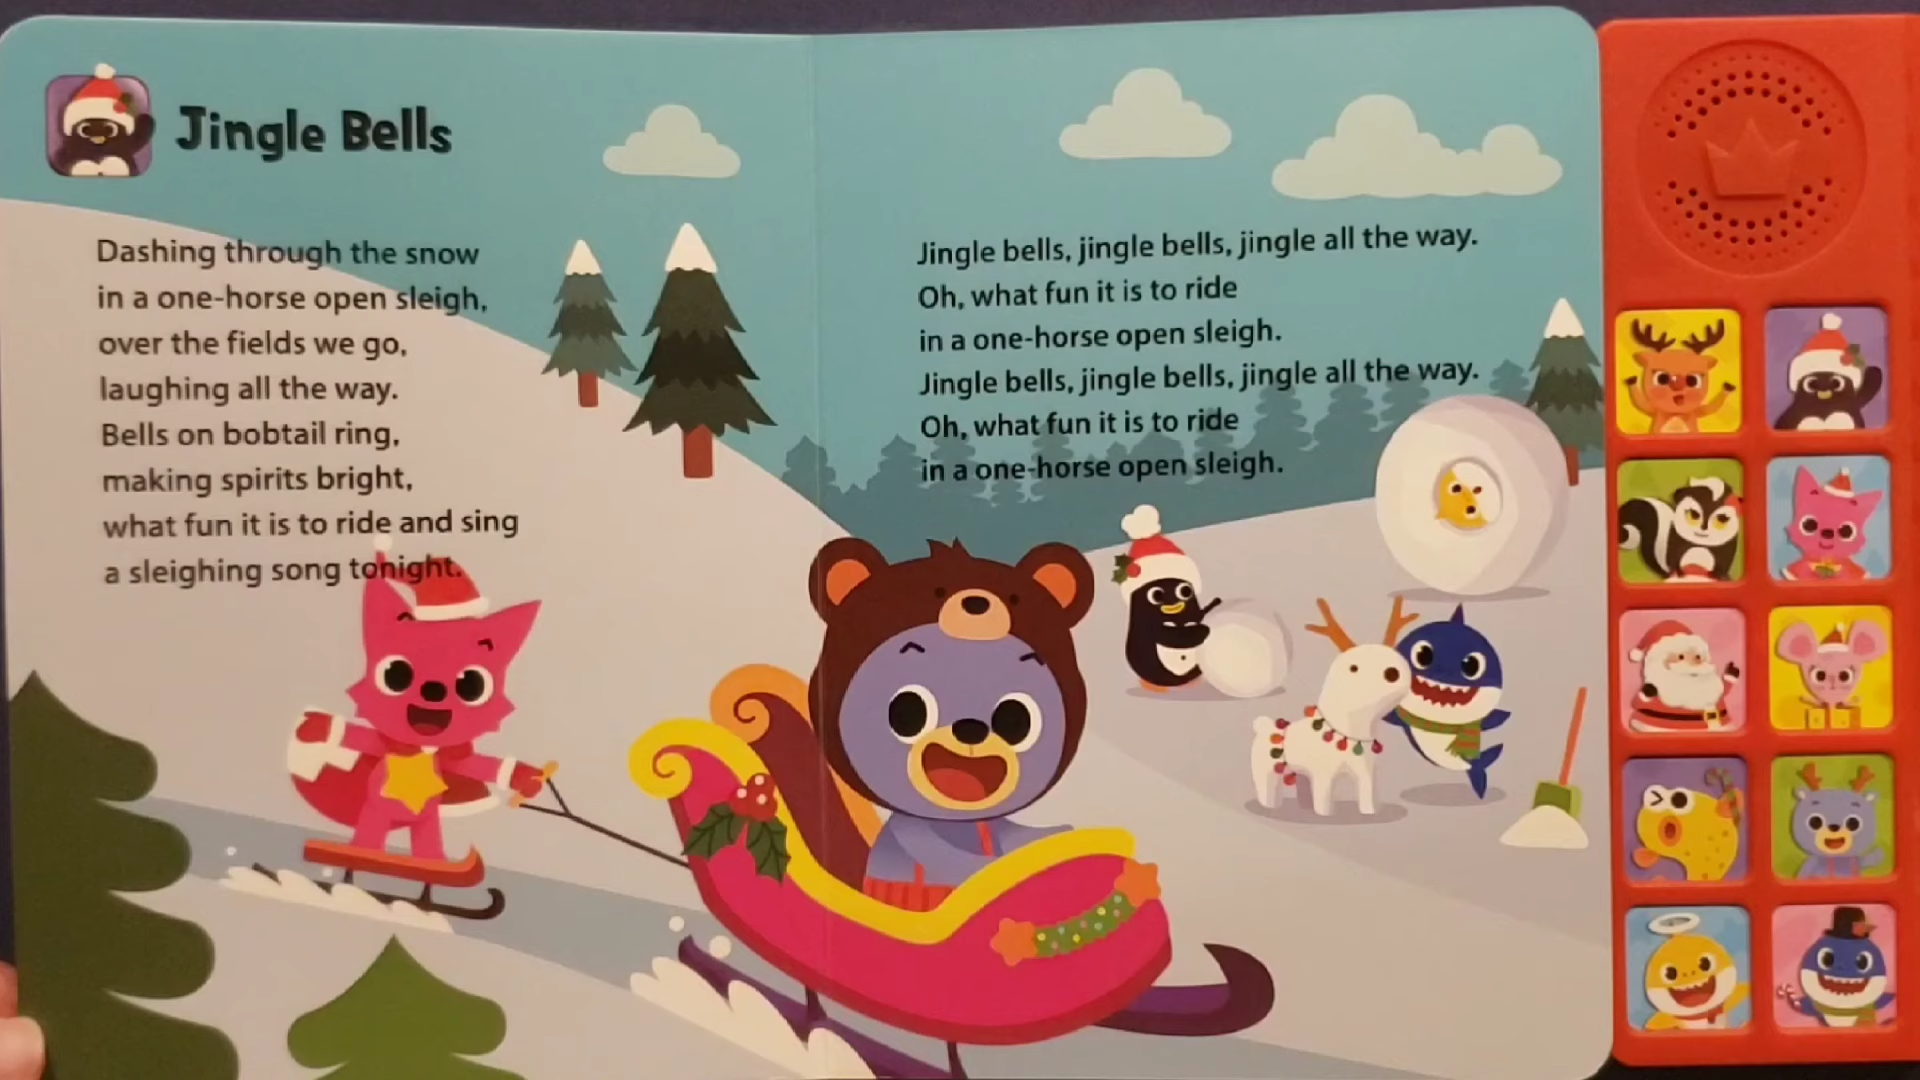 Jingle Bells
Dashing through the snow
in a one-horse open sleigh,
over the fields we go,
laughing all the way.
Bells on bobtail ring,
making spirits bright,
what fun it is to ride and sing
a sleighing song tonight.
Jingle bells, jingle bells, jingle all the way.
Oh, what fun it is to ride
in a one-horse open sleigh.
Jingle bells, jingle bells, jingle all the way.
Oh, what fun it is to ride
in a one-horse open sleigh.